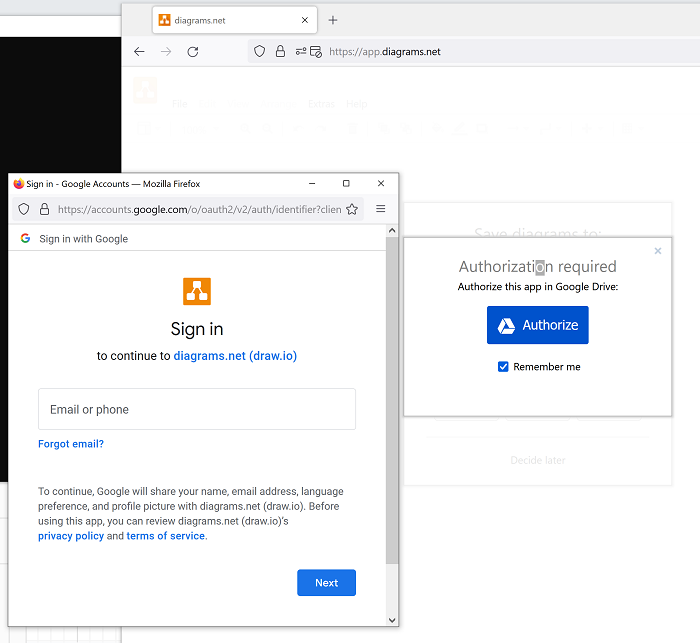 diagrams.net
https://app.diagrams.net
File
Extras
Help
Sign in - Google Accounts — Mozilla Firefox
https://accounts.google.com/o/oauth2/v2/auth/identifier?clien
Sign in with Google
Sign in
to continue to diagrams.net (draw.io)
Email or phone
Forgot email?
To continue, Google will share your name, email address, language
preference, and profile picture with diagrams.net (draw.io). Before
using this app, you can review diagrams.net (draw.io)'s
privacy policy and terms of service.
Next
Save diagrams to:
Authorization required
Authorize this app in Google Drive:
Authorize
Remember me
Decide later